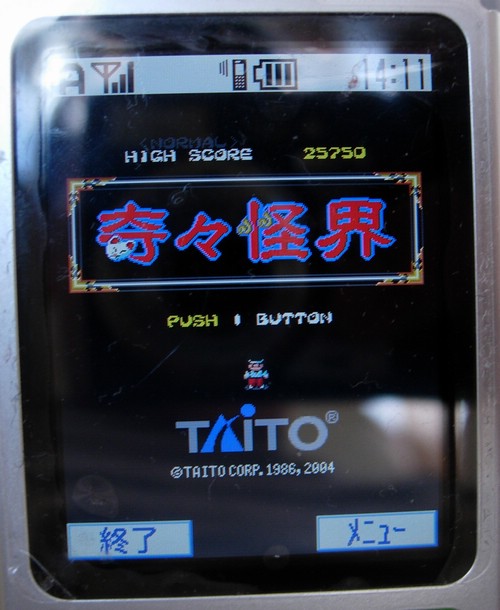 A 14:11
<NORMAL>
HIGH SCORE 25750
奇々怪界
PUSH 1 BUTTON
TAITO®
©TAITO CORP. 1986, 2004
終了 メニュー